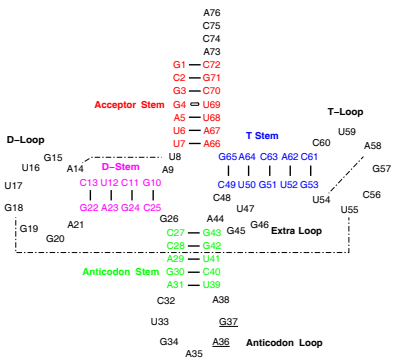 A76
C75
C74
A73
G1 C72
C2 G71
G3 C70
Acceptor Stem G4 U69
A5 U68
U6 A67
U7 A66
T-Loop
U59
C60 A58
D-Loop
T Stem
G15 U8 G65 A64 C63 A62 C61
U16 A14 D-Stem A9 G57
U17 C13 U12 C11 G10 C49 U50 G51 U52 G53
C56
C48 U54
G18 G22 A23 G24 C25 U47 U55
G19 A21 G26 A44 G46
G20 C27 G43 G45 Extra Loop
C28 G42
A29 U41
Anticodon Stem G30 C40
A31 U39
C32 A38
U33 G37
G34 A36 Anticodon Loop
A35